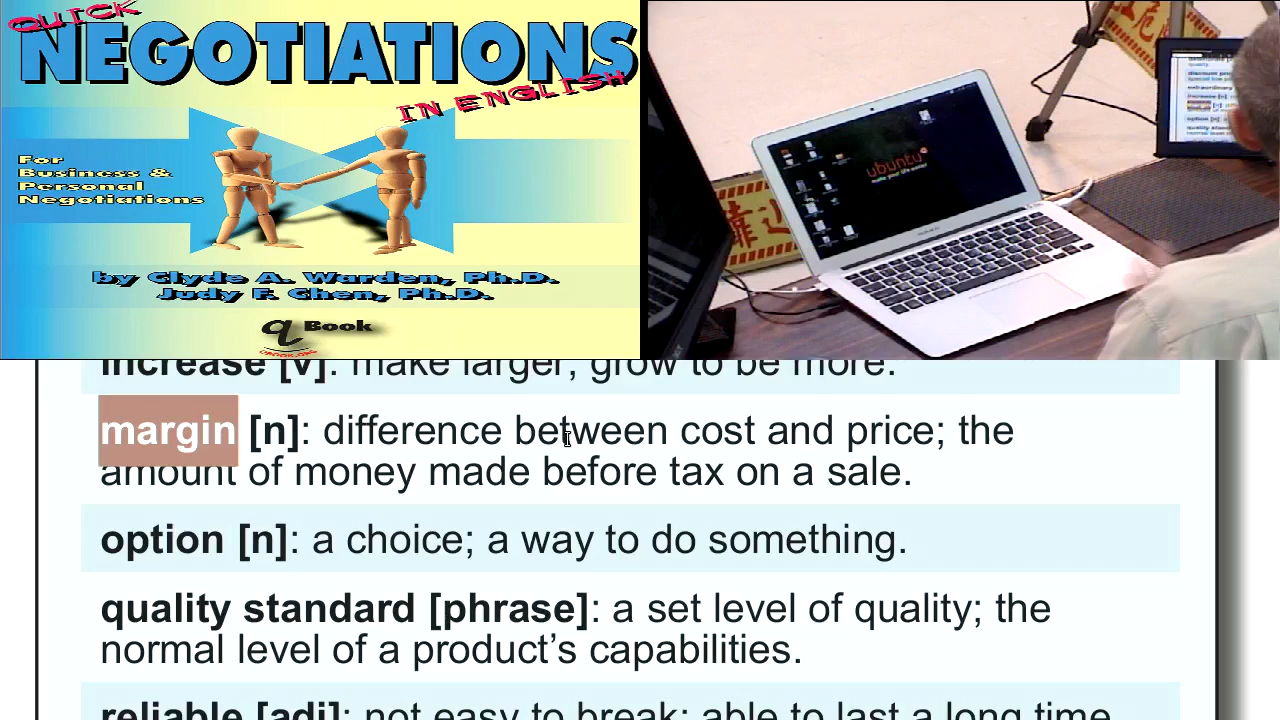 QUICK
NEGOTIATIONS
IN ENGLISH
For
Business &
Personal
Negotiations
by Clyde A. Warden, Ph.D.
Judy F. Chen, Ph.D.
q Book
ubuntu
increase [v]: make larger; grow to be more.
margin [n]: difference between cost and price; the
amount of money made before tax on a sale.
option [n]: a choice; a way to do something.
quality standard [phrase]: a set level of quality; the
normal level of a product’s capabilities.
reliable [adj]: not easy to break; able to last a long time